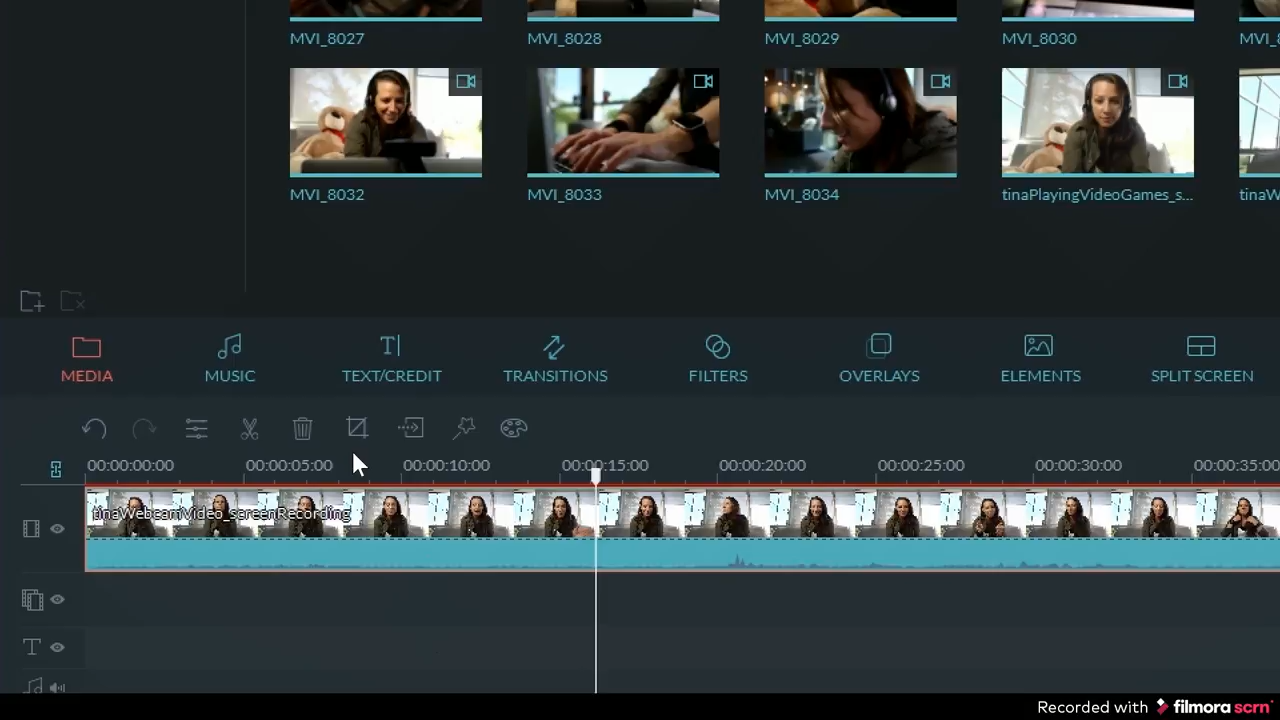 MVI_8027 MVI_8028 MVI_8029 MVI_8030
MVI_8032 MVI_8033 MVI_8034 tinaPlayingVideoGames_s...
MEDIA MUSIC TEXT/CREDIT TRANSITIONS FILTERS OVERLAYS ELEMENTS SPLIT SCREEN
00:00:00:00 00:00:05:00 00:00:10:00 00:00:15:00 00:00:20:00 00:00:25:00 00:00:30:00 00:00:35:00
tinaWebcamVideo_screenRecording
Recorded with filmora scrn